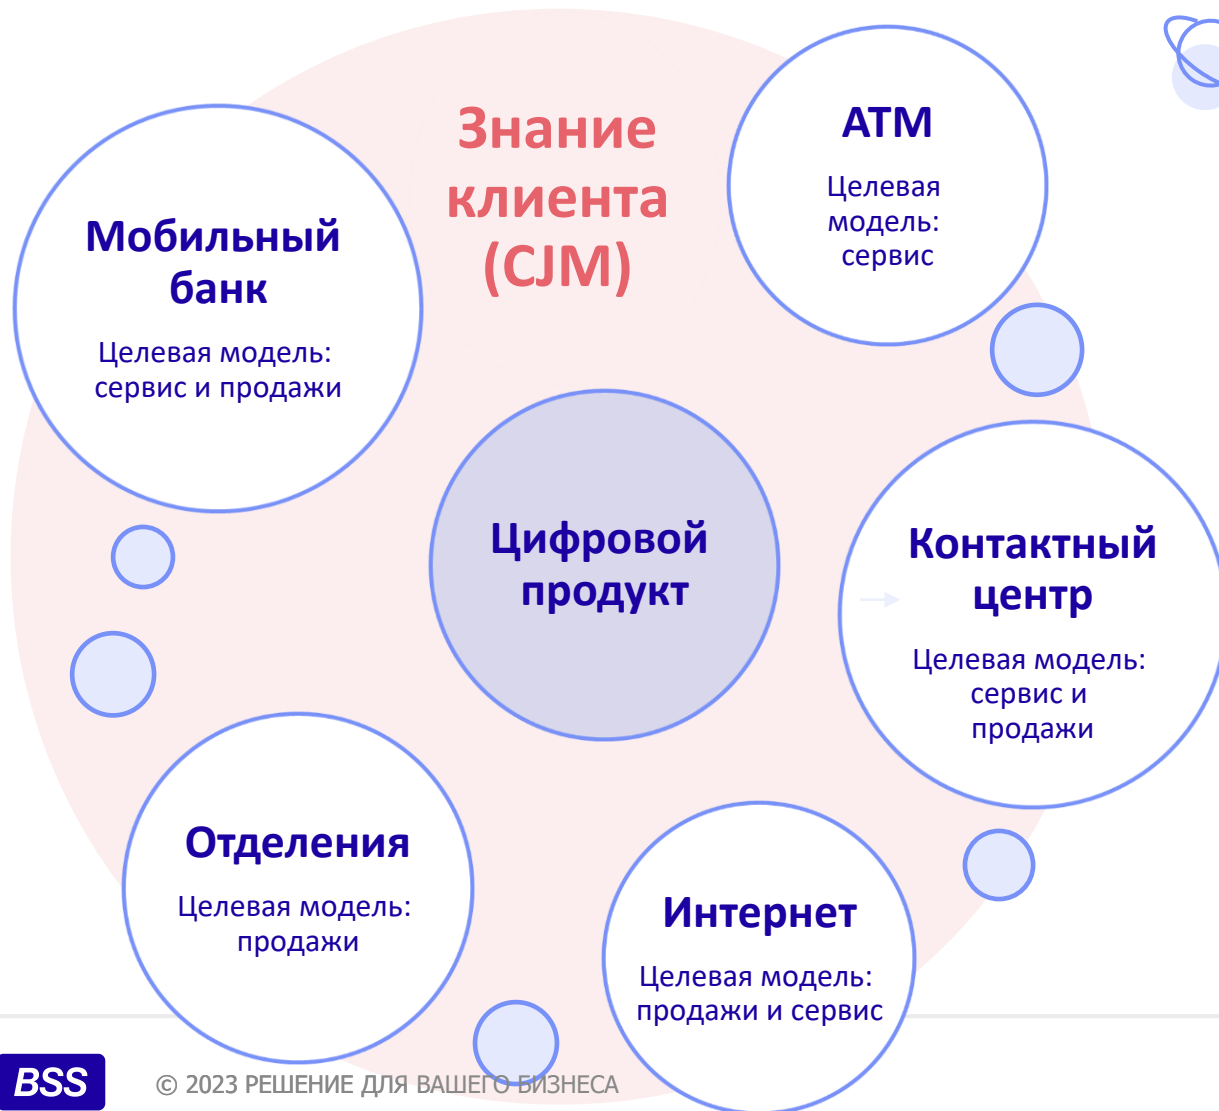 Знание
клиента
(CJM)
ATM
Целевая
модель:
сервис
Мобильный
банк
Целевая модель:
сервис и продажи
Цифровой
продукт
Контактный
центр
Целевая модель:
сервис и
продажи
Отделения
Целевая модель:
продажи
Интернет
Целевая модель:
продажи и сервис
BSS
© 2023 РЕШЕНИЕ ДЛЯ ВАШЕГО БИЗНЕСА